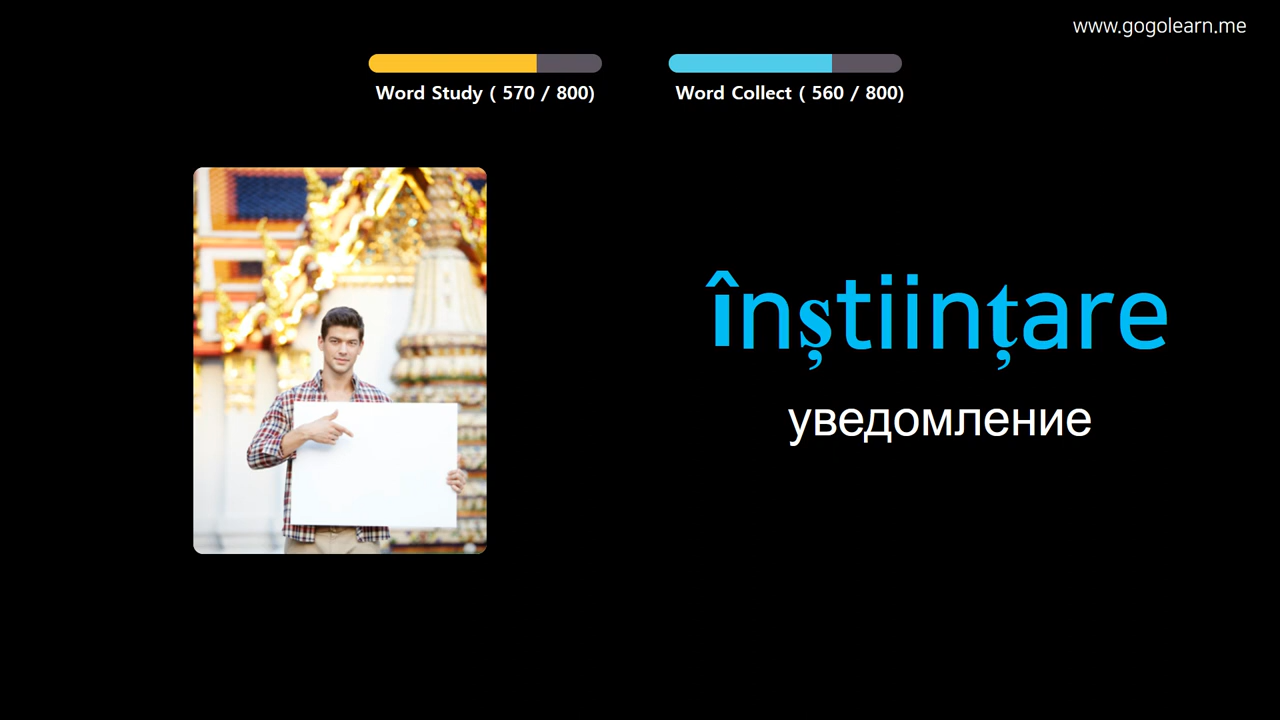 www.gogolearn.me
Word Study ( 570 / 800)
Word Collect ( 560 / 800)
înștiințare
уведомление